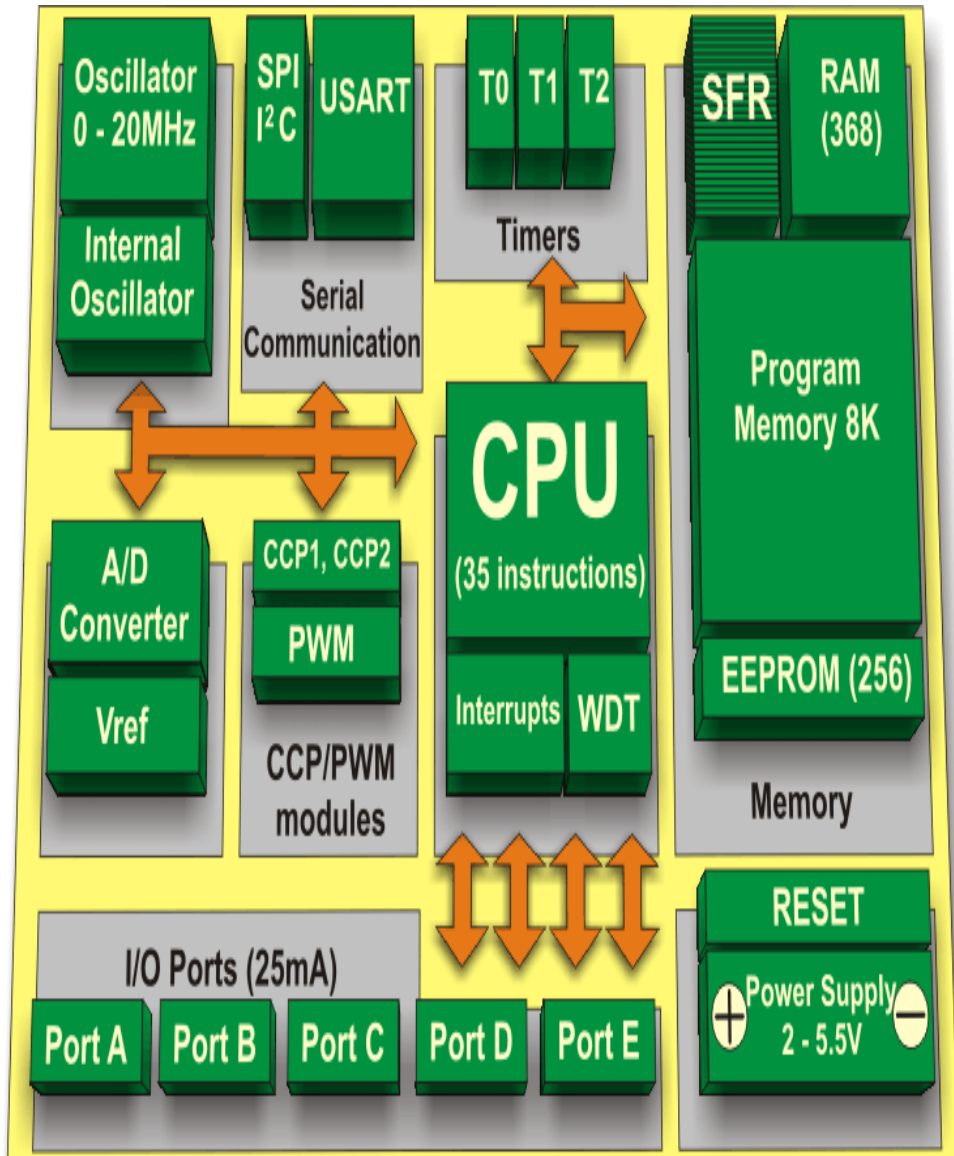 Oscillator
0 - 20MHz
Internal
Oscillator
SPI
I²C
USART
Serial
Communication
T0
T1
T2
Timers
SFR
RAM
(368)
Program
Memory 8K
EEPROM (256)
Memory
CPU
(35 instructions)
Interrupts
WDT
A/D
Converter
Vref
CCP1, CCP2
PWM
CCP/PWM
modules
I/O Ports (25mA)
Port A
Port B
Port C
Port D
Port E
RESET
+
Power Supply
2 - 5.5V
−